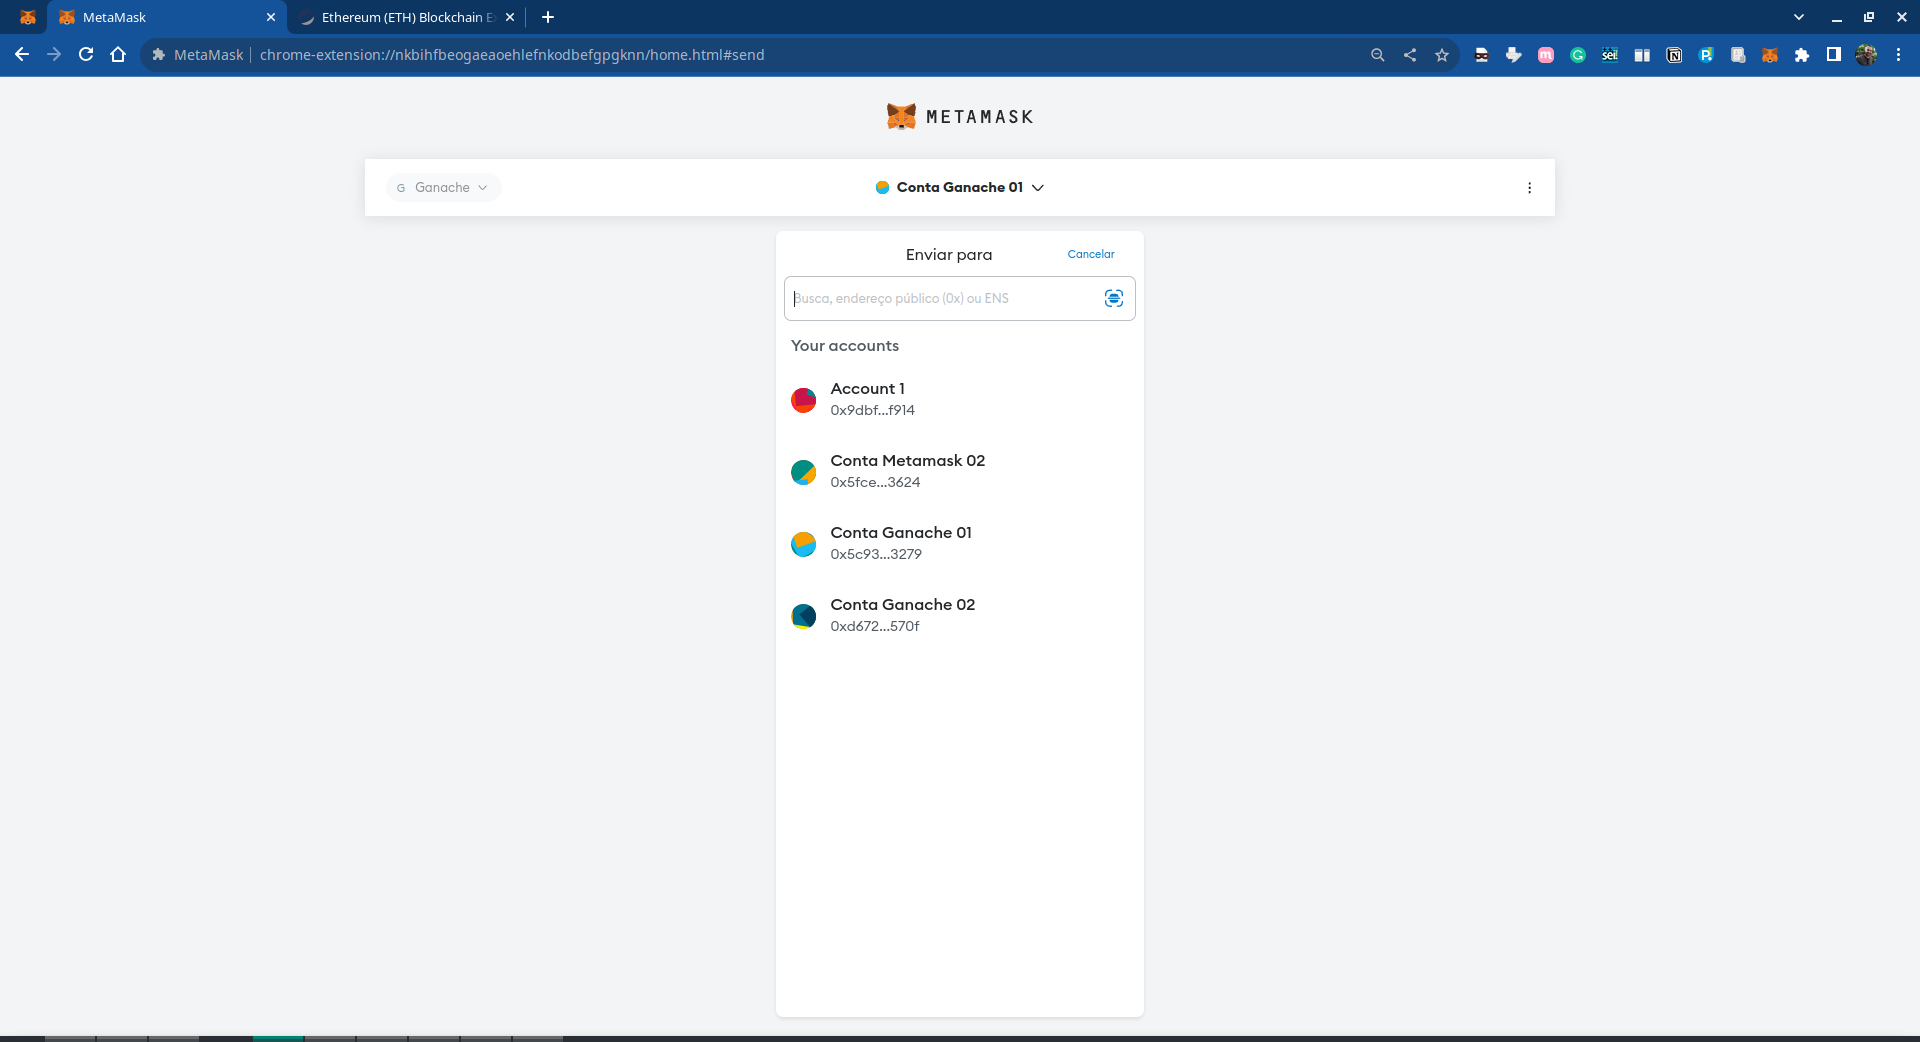 MetaMask
Ethereum (ETH) Blockchain E
MetaMask
chrome-extension://nkbihfbeogaeaoehlefnkodbefgpgknn/home.html#send
METAMASK
G Ganache
Conta Ganache 01
Enviar para
Cancelar
Busca, endereço público (0x) ou ENS
Your accounts
Account 1
0x9dbf...f914
Conta Metamask 02
0x5fce...3624
Conta Ganache 01
0x5c93...3279
Conta Ganache 02
0xd672...570f